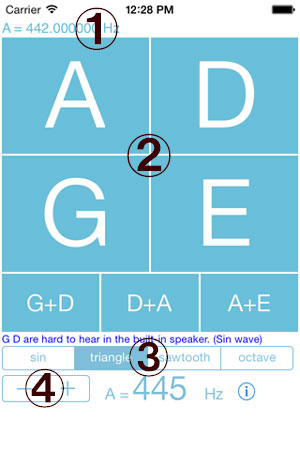 Carrier 12:28 PM
A = 442.000000 Hz
1
A D
2
G E
G+D D+A A+E
G D are hard to hear in the built-in speaker. (Sin wave)
sin triangle sawtooth octave
3
4
− + A = 445 Hz i